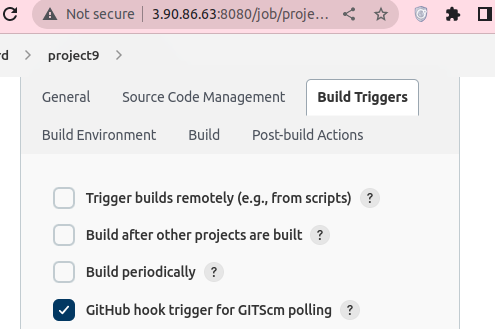 Not secure 3.90.86.63:8080/job/proje...
rd project9
General Source Code Management Build Triggers
Build Environment Build Post-build Actions
Trigger builds remotely (e.g., from scripts) ?
Build after other projects are built ?
Build periodically ?
GitHub hook trigger for GITScm polling ?